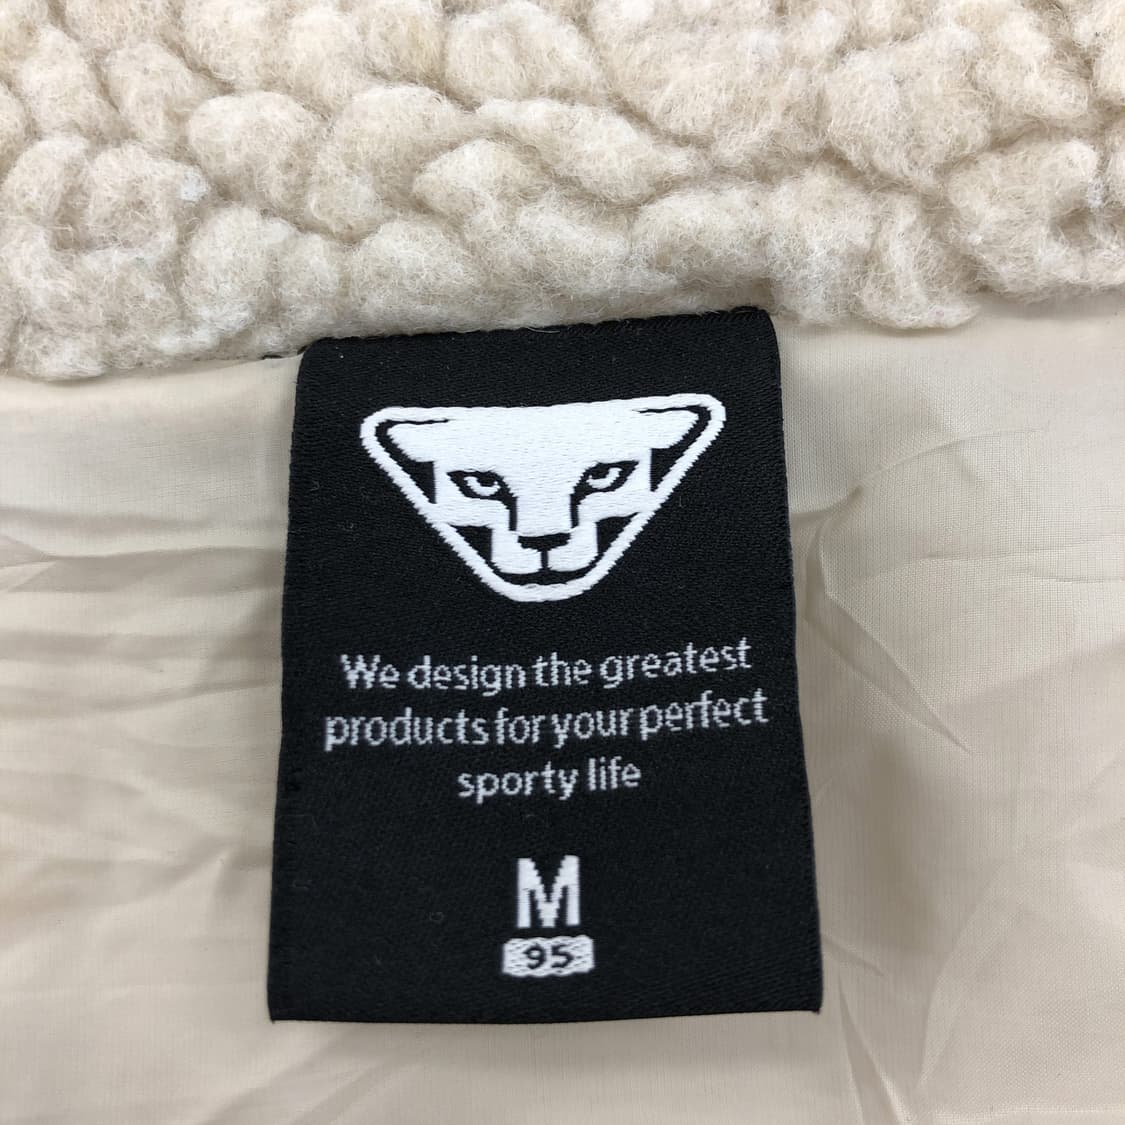 We design the greatest
products for your perfect
sporty life
M
95